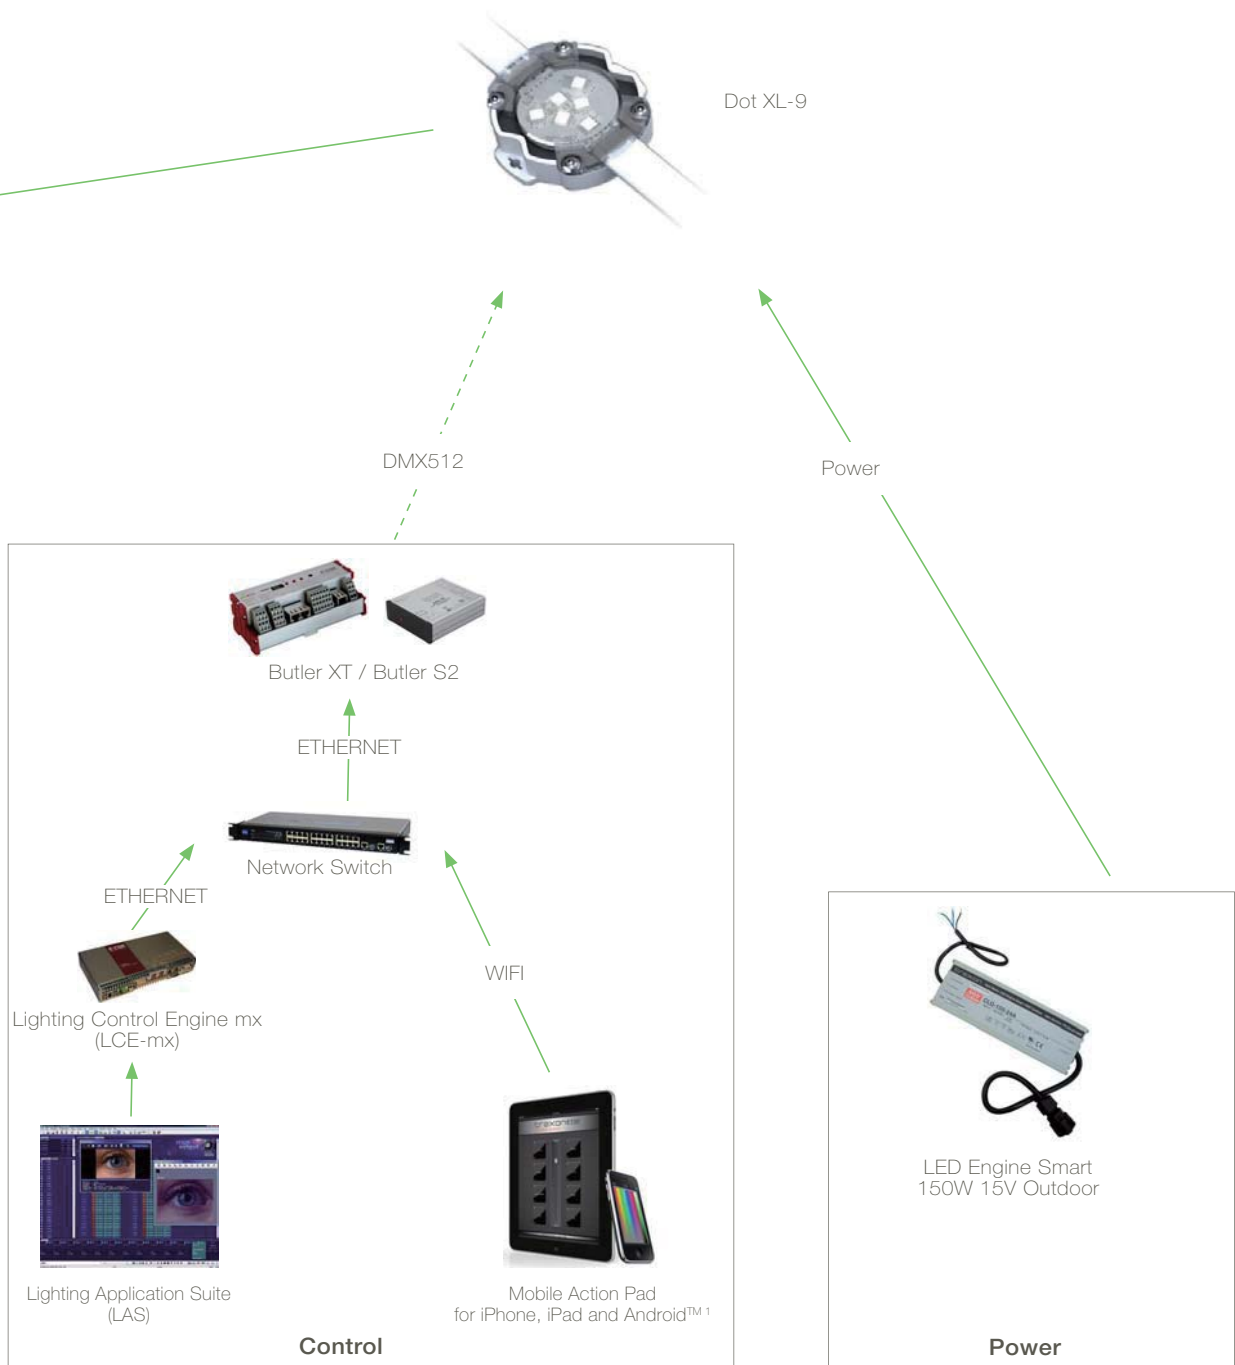 Dot XL-9
DMX512
Power
Butler XT / Butler S2
ETHERNET
Network Switch
ETHERNET
WIFI
Lighting Control Engine mx
(LCE-mx)
traxon
LED Engine Smart
150W 15V Outdoor
Lighting Application Suite
(LAS)
Mobile Action Pad
for iPhone, iPad and Android™ 1
Control
Power